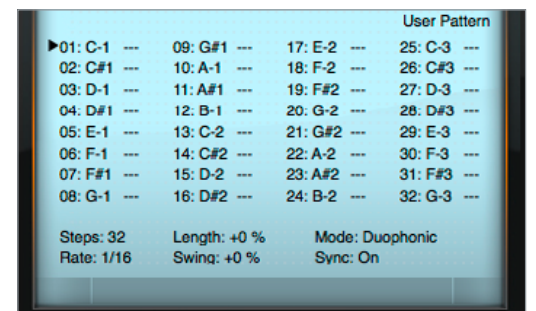 User Pattern
▶01: C-1 --- 09: G#1 --- 17: E-2 --- 25: C-3 ---
02: C#1 --- 10: A-1 --- 18: F-2 --- 26: C#3 ---
03: D-1 --- 11: A#1 --- 19: F#2 --- 27: D-3 ---
04: D#1 --- 12: B-1 --- 20: G-2 --- 28: D#3 ---
05: E-1 --- 13: C-2 --- 21: G#2 --- 29: E-3 ---
06: F-1 --- 14: C#2 --- 22: A-2 --- 30: F-3 ---
07: F#1 --- 15: D-2 --- 23: A#2 --- 31: F#3 ---
08: G-1 --- 16: D#2 --- 24: B-2 --- 32: G-3 ---
Steps: 32 Length: +0 % Mode: Duophonic
Rate: 1/16 Swing: +0 % Sync: On